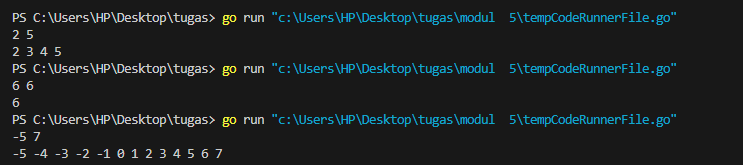 PS C:\Users\HP\Desktop\tugas> go run "c:\Users\HP\Desktop\tugas\modul  5\tempCodeRunnerFile.go"
2 5
2 3 4 5
PS C:\Users\HP\Desktop\tugas> go run "c:\Users\HP\Desktop\tugas\modul  5\tempCodeRunnerFile.go"
6 6
6
PS C:\Users\HP\Desktop\tugas> go run "c:\Users\HP\Desktop\tugas\modul  5\tempCodeRunnerFile.go"
-5 7
-5 -4 -3 -2 -1 0 1 2 3 4 5 6 7